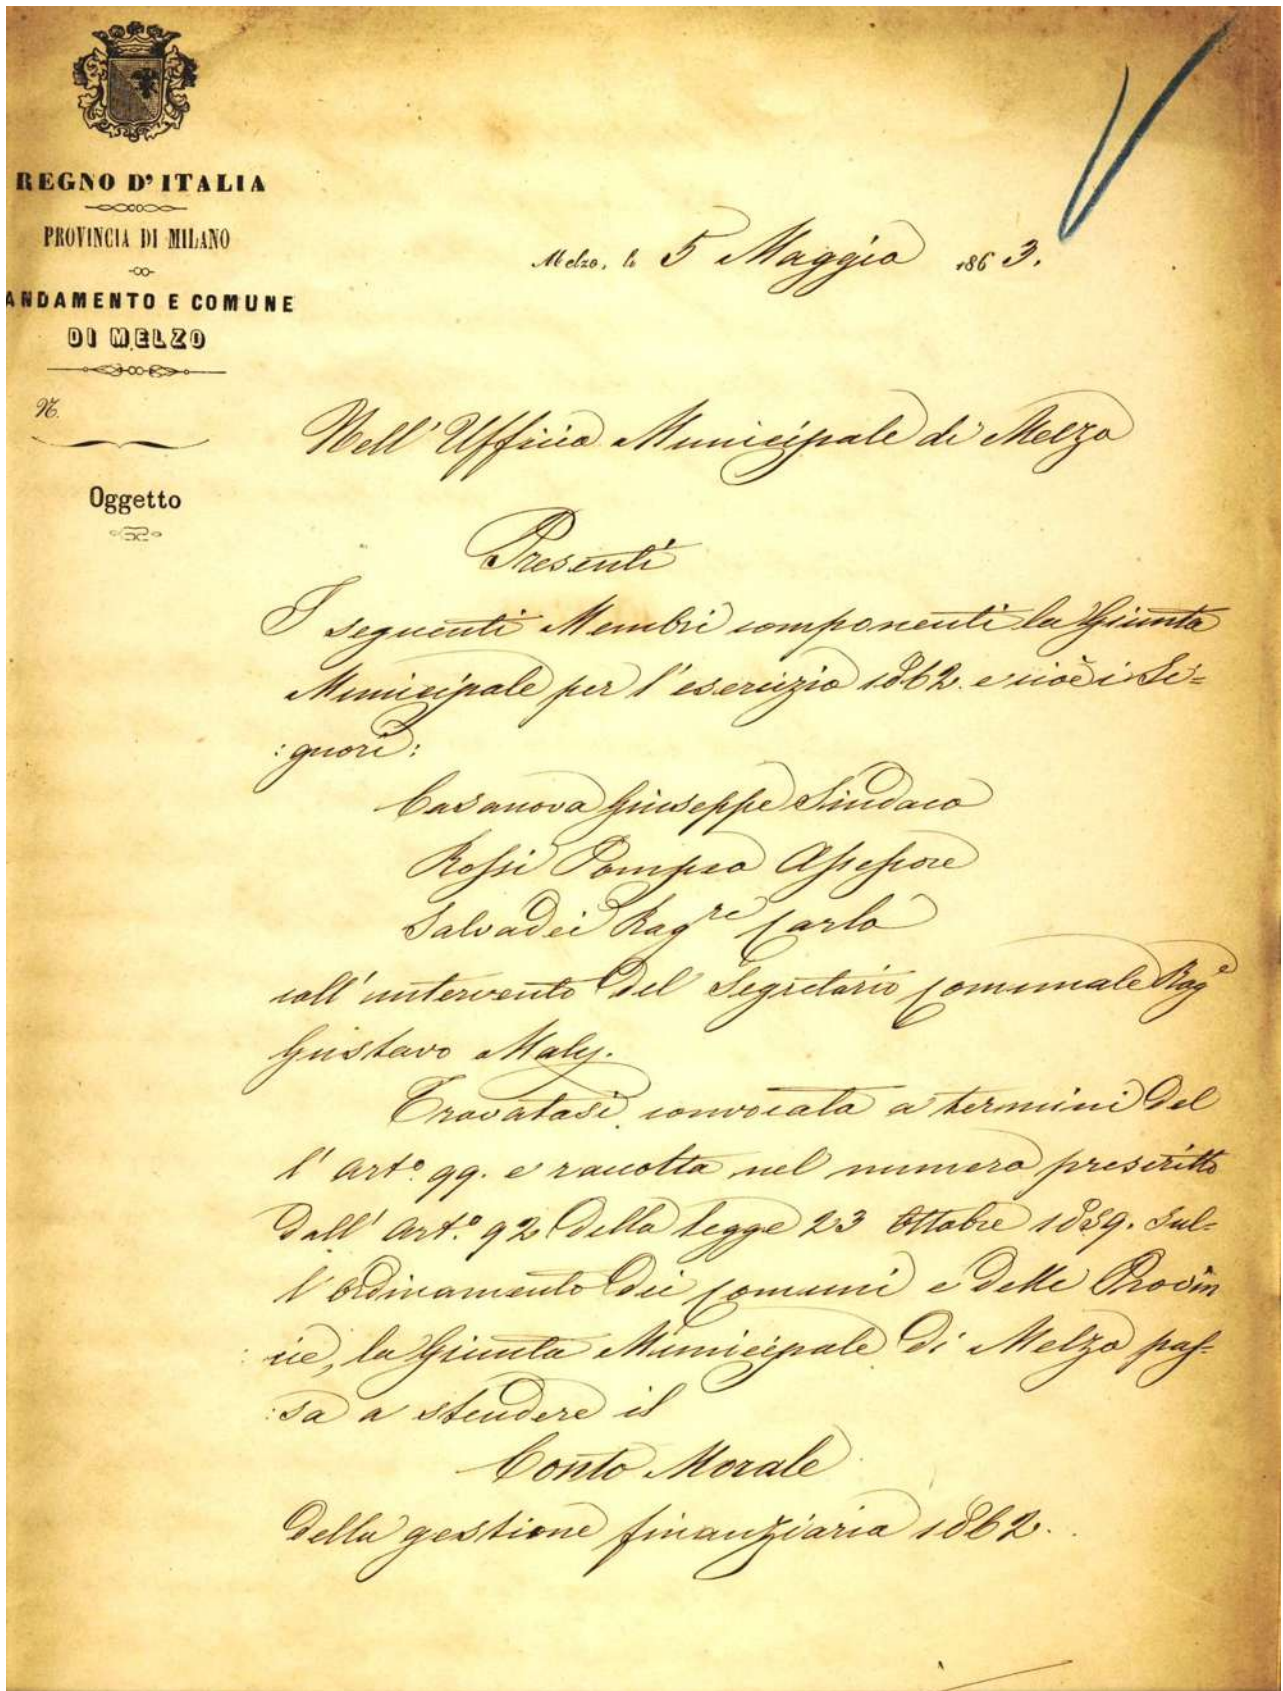 REGNO D'ITALIA
PROVINCIA DI MILANO
ANDAMENTO E COMUNE
DI MELZO
N.
Oggetto
Melzo, li 5 Maggio 1863.
Nell' Ufficio Municipale di Melzo
Presenti
I seguenti Membri componenti la Giunta
Municipale per l'esercizio 1862. e cioè i Si=
:gnori:
Casanova Giuseppe Sindaco
Rossi Pompeo Assessore
Salvadei Rag.re Carlo
coll' intervento del Segretario Comunale Rag.e
Gustavo Maly.
Trovatasi convocata a termini del
l' Art.º 99. e raccolta nel numero prescritto
dall' Art.º 92 della legge 23 Ottobre 1859. sul=
l'Ordinamento dei Comuni e delle Provin
:cie, la Giunta Municipale di Melzo pas=
:sa a stendere il
Conto Morale
della gestione finanziaria 1862.